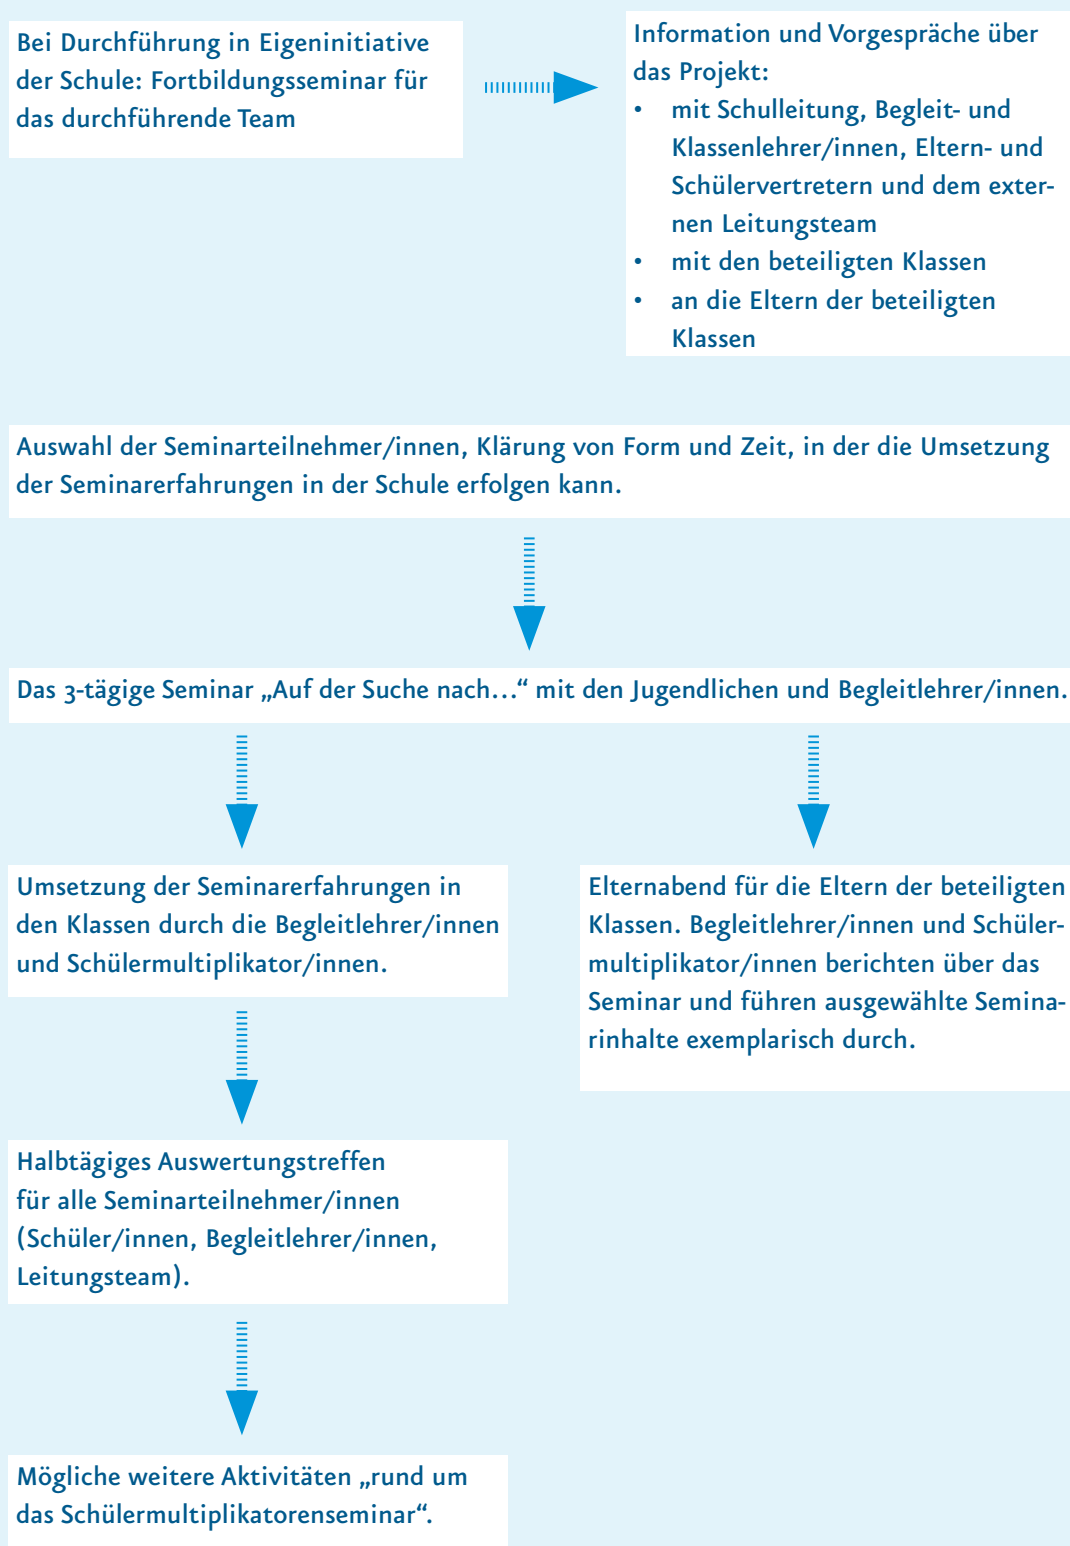 Bei Durchführung in Eigeninitiative
der Schule: Fortbildungsseminar für
das durchführende Team
Information und Vorgespräche über
das Projekt:
• mit Schulleitung, Begleit- und
Klassenlehrer/innen, Eltern- und
Schülervertretern und dem exter-
nen Leitungsteam
• mit den beteiligten Klassen
• an die Eltern der beteiligten
Klassen
Auswahl der Seminarteilnehmer/innen, Klärung von Form und Zeit, in der die Umsetzung
der Seminarerfahrungen in der Schule erfolgen kann.
Das 3-tägige Seminar „Auf der Suche nach…“ mit den Jugendlichen und Begleitlehrer/innen.
Umsetzung der Seminarerfahrungen in
den Klassen durch die Begleitlehrer/innen
und Schülermultiplikator/innen.
Elternabend für die Eltern der beteiligten
Klassen. Begleitlehrer/innen und Schüler-
multiplikator/innen berichten über das
Seminar und führen ausgewählte Semina-
rinhalte exemplarisch durch.
Halbtägiges Auswertungstreffen
für alle Seminarteilnehmer/innen
(Schüler/innen, Begleitlehrer/innen,
Leitungsteam).
Mögliche weitere Aktivitäten „rund um
das Schülermultiplikatorenseminar“.